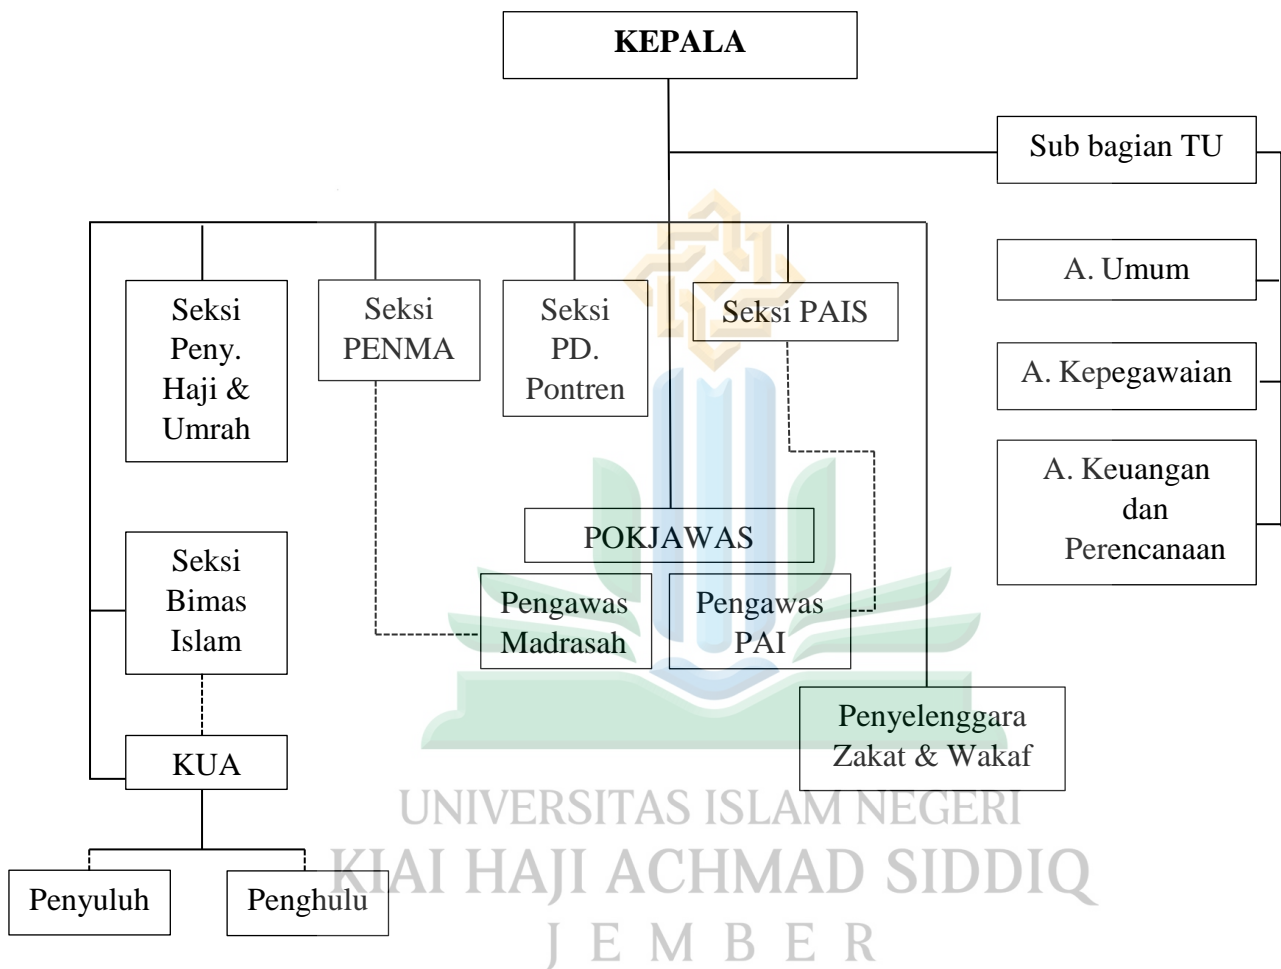 KEPALA
Sub bagian TU
A. Umum
A. Kepegawaian
A. Keuangan
dan
Perencanaan
Seksi
Peny.
Haji &
Umrah
Seksi
PENMA
Seksi
PD.
Pontren
Seksi PAIS
POKJAWAS
Pengawas
Madrasah
Pengawas
PAI
Seksi
Bimas
Islam
Penyelenggara
Zakat & Wakaf
KUA
Penyuluh
Penghulu
UNIVERSITAS ISLAM NEGERI
KIAI HAJI ACHMAD SIDDIQ
J E M B E R